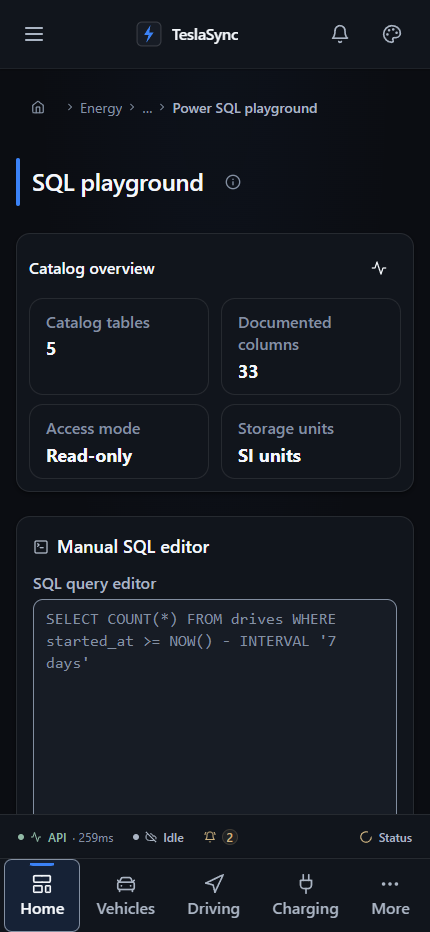 TeslaSync
Energy
...
Power SQL playground
SQL playground
Catalog overview
Catalog tables
5
Documented
columns
33
Access mode
Read-only
Storage units
SI units
Manual SQL editor
SQL query editor
SELECT COUNT(*) FROM drives WHERE
started_at >= NOW() - INTERVAL '7
days'
API · 259ms
Idle
2
Status
Home
Vehicles
Driving
Charging
More